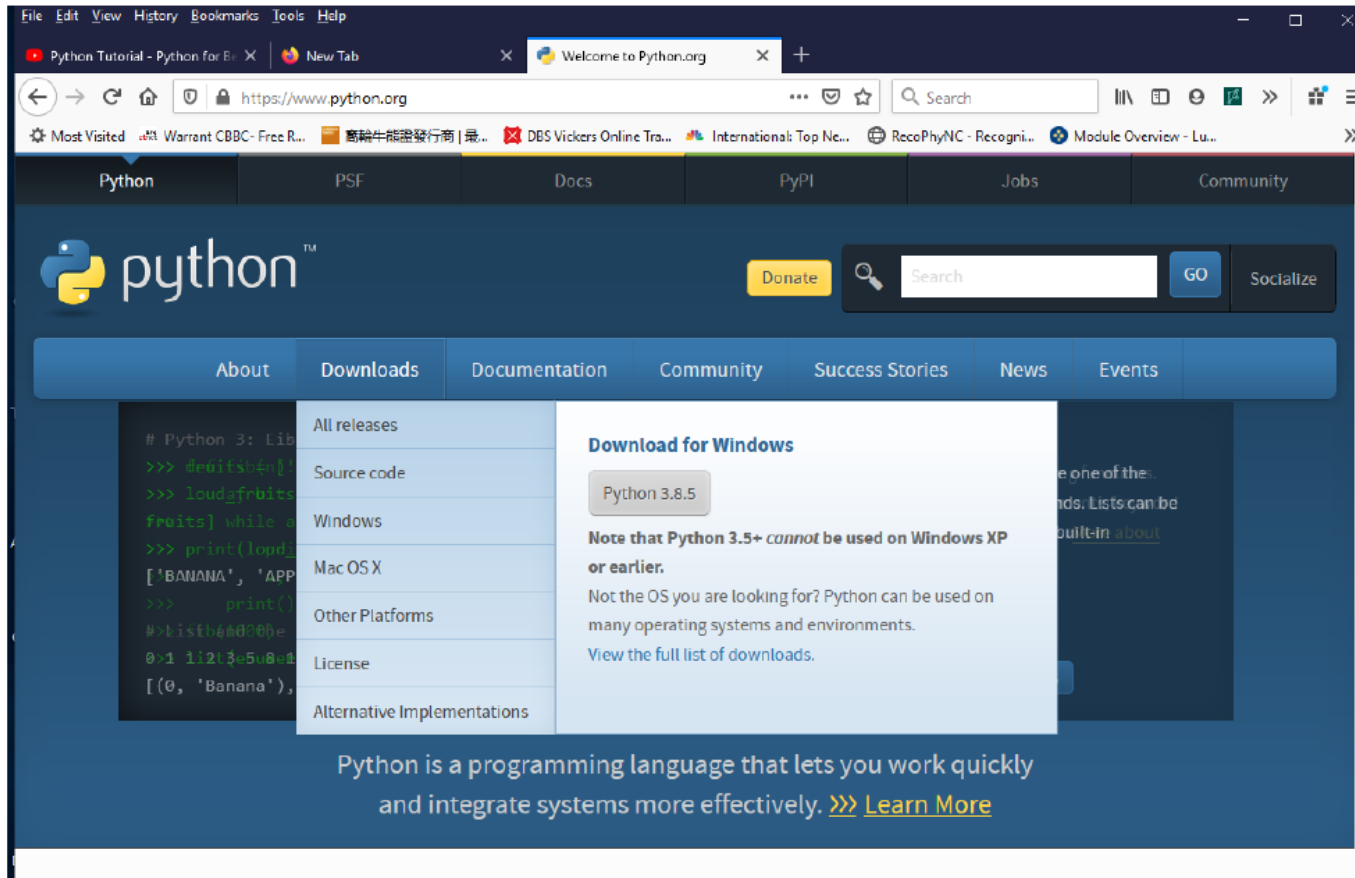 File Edit View History Bookmarks Tools Help
Python Tutorial - Python for Be
New Tab
Welcome to Python.org
https://www.python.org
Search
Most Visited
Warrant CBBC- Free R...
DBS Vickers Online Tra...
International: Top Ne...
RecoPhyNC - Recogni...
Module Overview - Lu...
Python PSF Docs PyPI Jobs Community
python™
Donate
Search
GO
Socialize
About Downloads Documentation Community Success Stories News Events
All releases
Source code
Windows
Mac OS X
Other Platforms
License
Alternative Implementations
Download for Windows
Python 3.8.5
Note that Python 3.5+ cannot be used on Windows XP
or earlier.
Not the OS you are looking for? Python can be used on
many operating systems and environments.
View the full list of downloads.
# Python 3: Lib
fruits] while a
['BANANA', 'APP
>>> print()
[(0, 'Banana'),
Python is a programming language that lets you work quickly
and integrate systems more effectively. >>> Learn More